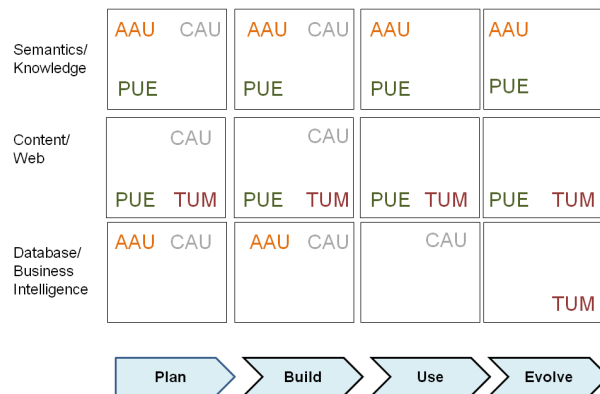 AAU CAU AAU CAU AAU AAU
Semantics/
Knowledge
PUE PUE PUE PUE
Content/
Web
CAU CAU
PUE TUM PUE TUM PUE TUM PUE TUM
AAU CAU AAU CAU CAU
Database/
Business
Intelligence
TUM
Plan Build Use Evolve